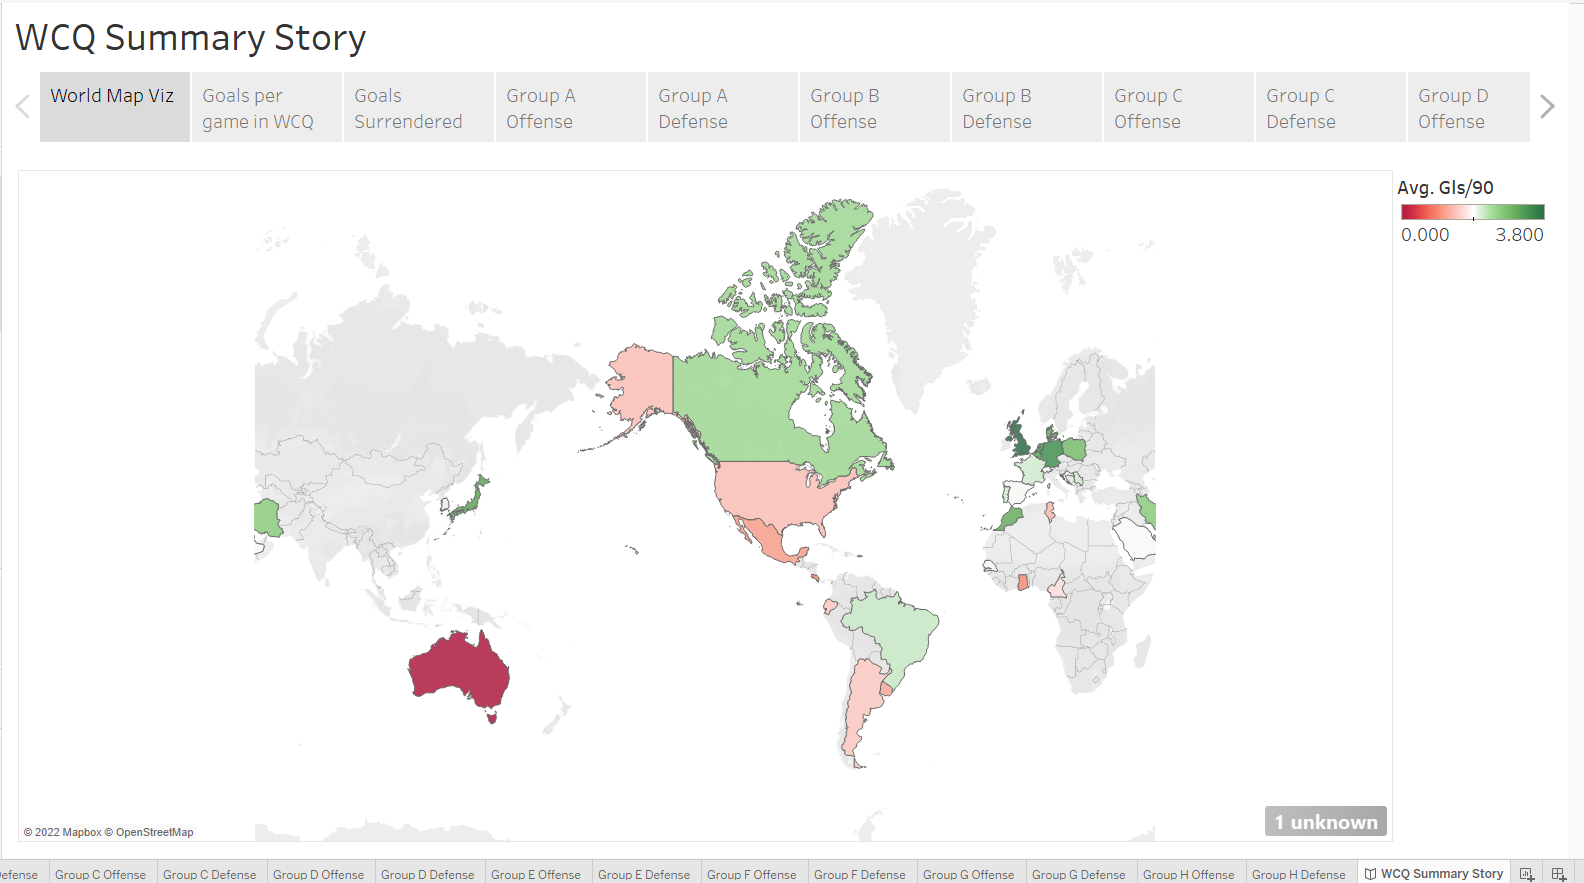 WCQ Summary Story
World Map Viz
Goals per
game in WCQ
Goals
Surrendered
Group A
Offense
Group A
Defense
Group B
Offense
Group B
Defense
Group C
Offense
Group C
Defense
Group D
Offense
Avg. Gls/90
0.000 3.800
1 unknown
© 2022 Mapbox © OpenStreetMap
efense Group C Offense Group C Defense Group D Offense Group D Defense Group E Offense Group E Defense Group F Offense Group F Defense Group G Offense Group G Defense Group H Offense Group H Defense WCQ Summary Story